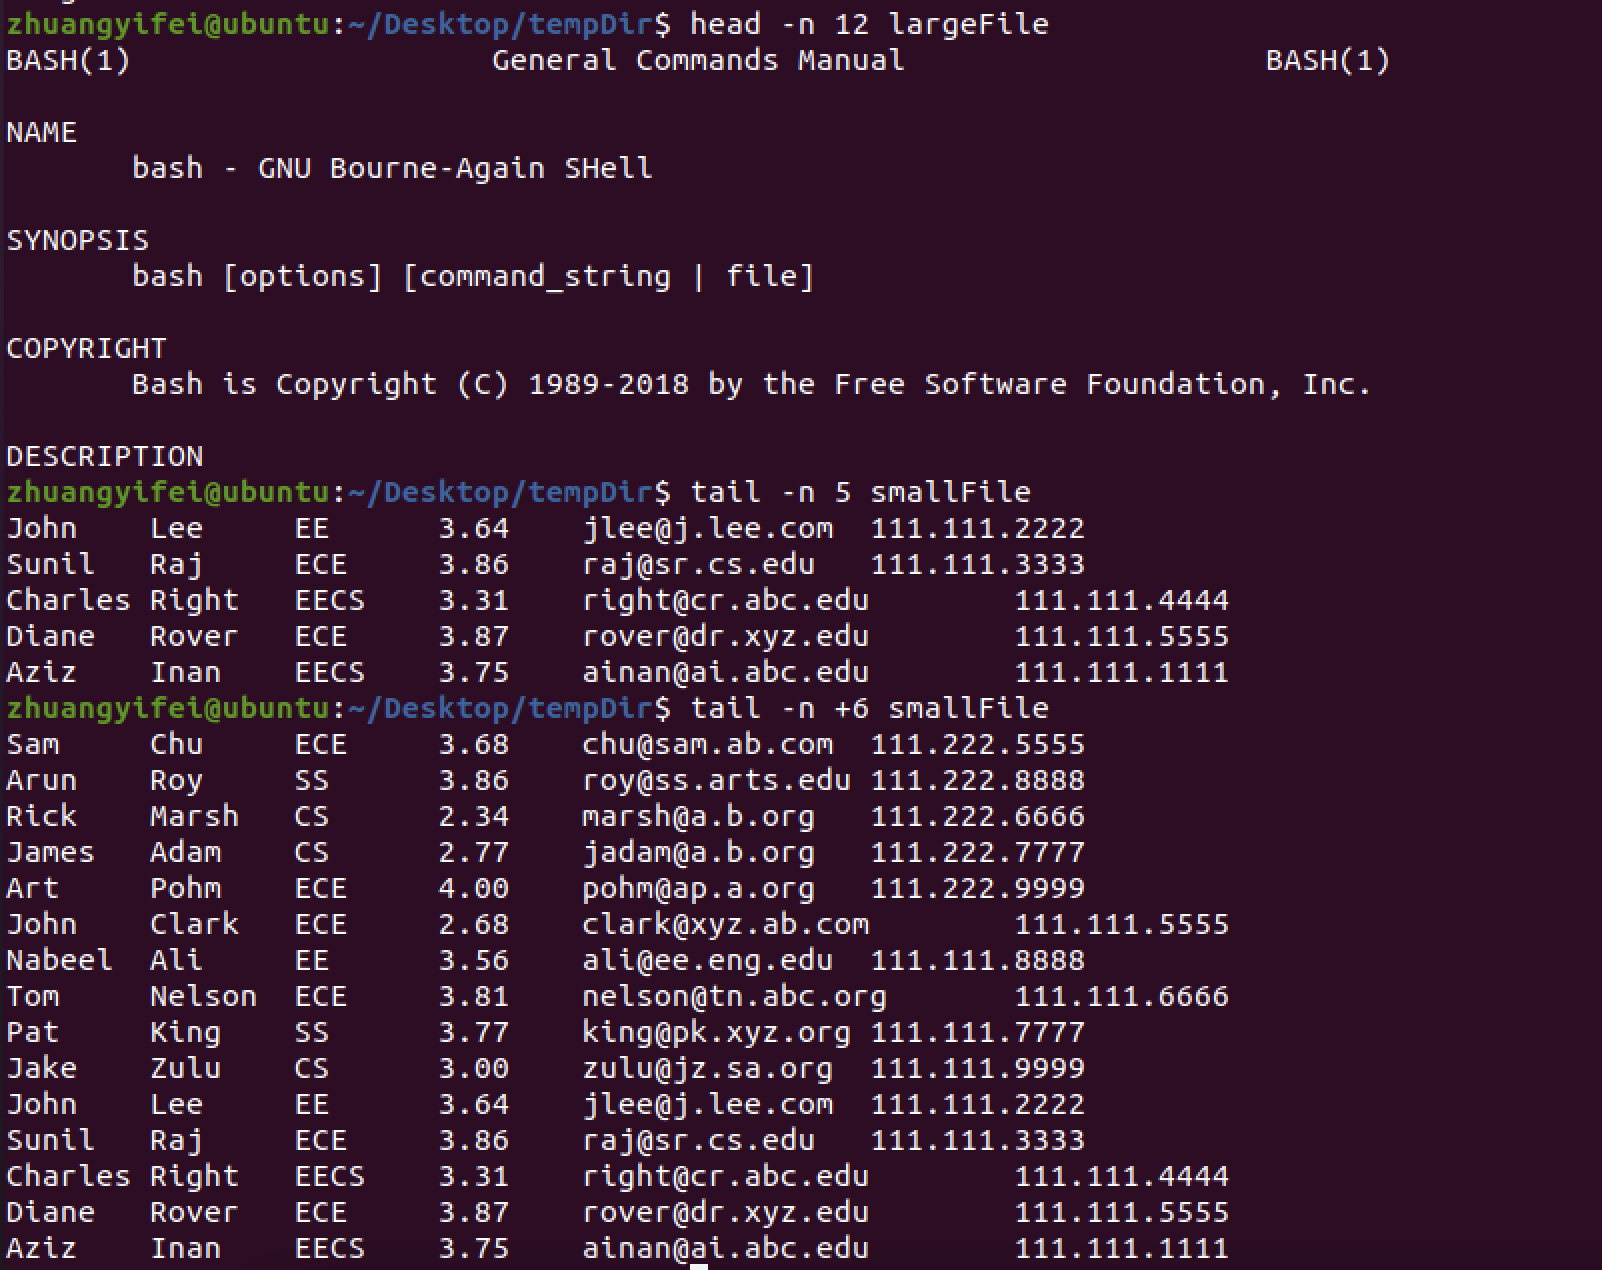 zhuangyifei@ubuntu:~/Desktop/tempDir$ head -n 12 largeFile
BASH(1)                    General Commands Manual                    BASH(1)

NAME
       bash - GNU Bourne-Again SHell

SYNOPSIS
       bash [options] [command_string | file]

COPYRIGHT
       Bash is Copyright (C) 1989-2018 by the Free Software Foundation, Inc.

DESCRIPTION
zhuangyifei@ubuntu:~/Desktop/tempDir$ tail -n 5 smallFile
John    Lee     EE      3.64    jlee@j.lee.com  111.111.2222
Sunil   Raj     ECE     3.86    raj@sr.cs.edu   111.111.3333
Charles Right   EECS    3.31    right@cr.abc.edu        111.111.4444
Diane   Rover   ECE     3.87    rover@dr.xyz.edu        111.111.5555
Aziz    Inan    EECS    3.75    ainan@ai.abc.edu        111.111.1111
zhuangyifei@ubuntu:~/Desktop/tempDir$ tail -n +6 smallFile
Sam     Chu     ECE     3.68    chu@sam.ab.com  111.222.5555
Arun    Roy     SS      3.86    roy@ss.arts.edu 111.222.8888
Rick    Marsh   CS      2.34    marsh@a.b.org   111.222.6666
James   Adam    CS      2.77    jadam@a.b.org   111.222.7777
Art     Pohm    ECE     4.00    pohm@ap.a.org   111.222.9999
John    Clark   ECE     2.68    clark@xyz.ab.com        111.111.5555
Nabeel  Ali     EE      3.56    ali@ee.eng.edu  111.111.8888
Tom     Nelson  ECE     3.81    nelson@tn.abc.org       111.111.6666
Pat     King    SS      3.77    king@pk.xyz.org 111.111.7777
Jake    Zulu    CS      3.00    zulu@jz.sa.org  111.111.9999
John    Lee     EE      3.64    jlee@j.lee.com  111.111.2222
Sunil   Raj     ECE     3.86    raj@sr.cs.edu   111.111.3333
Charles Right   EECS    3.31    right@cr.abc.edu        111.111.4444
Diane   Rover   ECE     3.87    rover@dr.xyz.edu        111.111.5555
Aziz    Inan    EECS    3.75    ainan@ai.abc.edu        111.111.1111